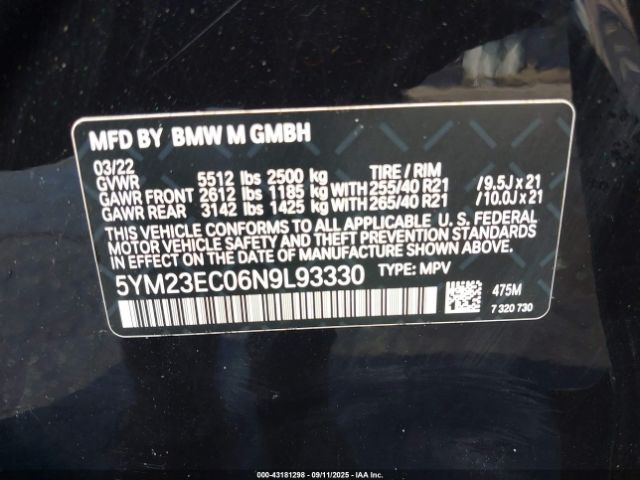 MFD BY BMW M GMBH
03/22
GVWR 5512 lbs 2500 kg TIRE / RIM
GAWR FRONT 2612 lbs 1185 kg WITH 255/40 R21 /9.5J x 21
GAWR REAR 3142 lbs 1425 kg WITH 265/40 R21 /10.0J x 21
THIS VEHICLE CONFORMS TO ALL APPLICABLE U. S. FEDERAL
MOTOR VEHICLE SAFETY AND THEFT PREVENTION STANDARDS
IN EFFECT ON THE DATE OF MANUFACTURE SHOWN ABOVE.
5YM23EC06N9L93330 TYPE: MPV
475M
7 320 730
000-43181298 - 09/11/2025 - IAA Inc.